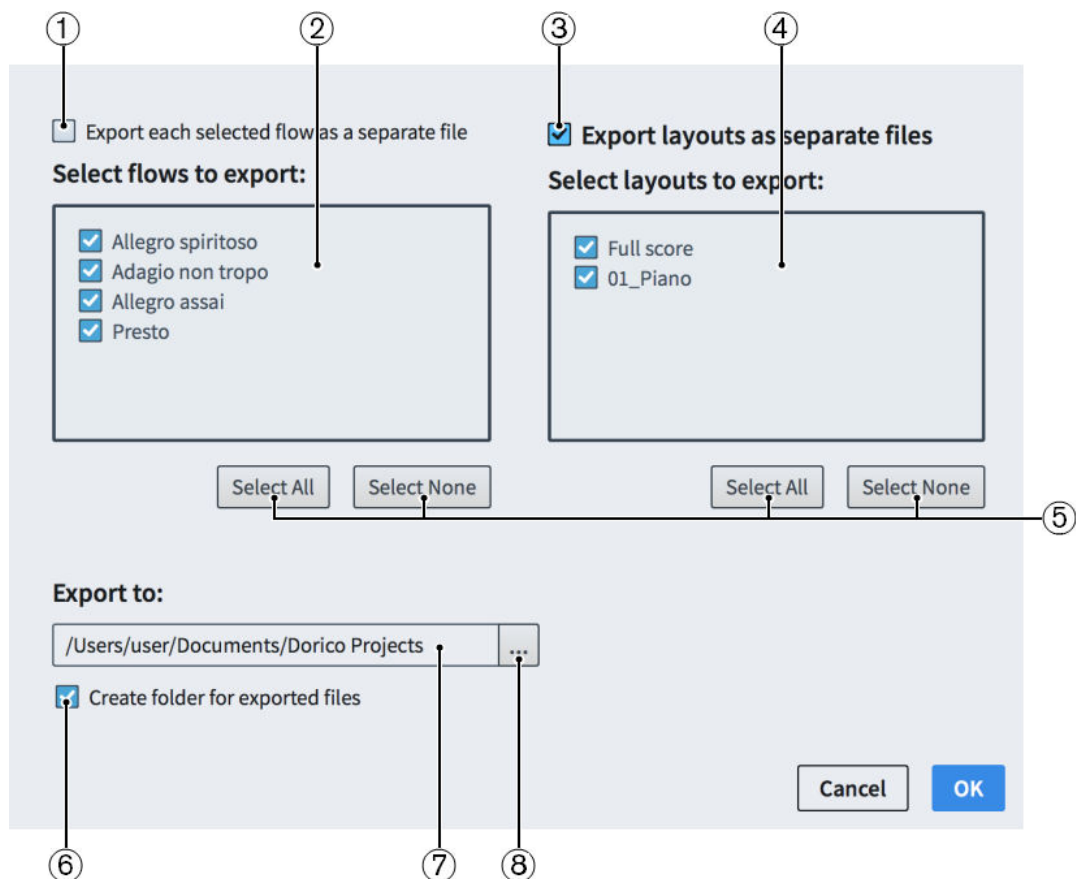 ① ② ③ ④
Export each selected flow as a separate file
Select flows to export:
Allegro spiritoso
Adagio non tropo
Allegro assai
Presto
Select All Select None
Export layouts as separate files
Select layouts to export:
Full score
01_Piano
Select All Select None
⑤
Export to:
/Users/user/Documents/Dorico Projects ...
Create folder for exported files
Cancel OK
⑥ ⑦ ⑧